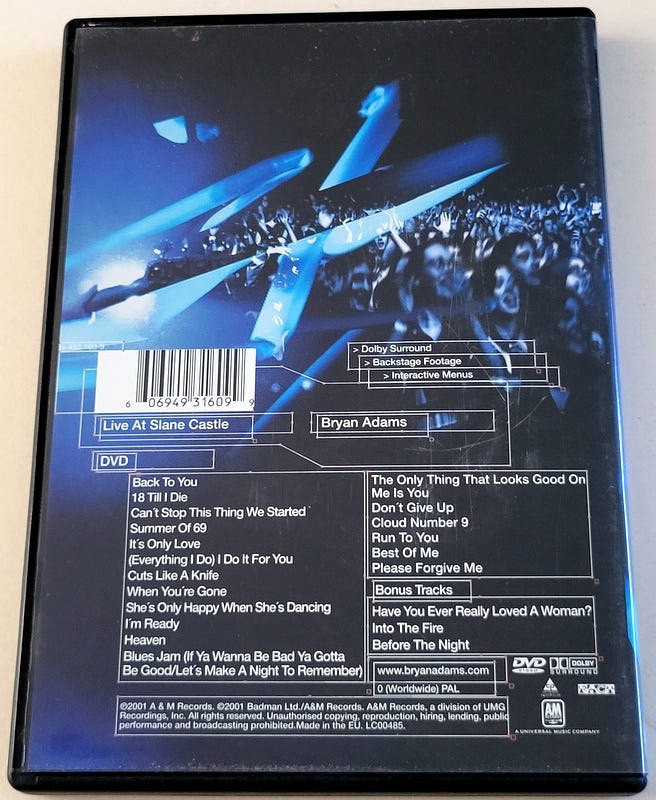 > Dolby Surround
> Backstage Footage
> Interactive Menus
6 06949 31609 9
Live At Slane Castle
Bryan Adams
DVD
Back To You
18 Till I Die
Can´t Stop This Thing We Started
Summer Of 69
It´s Only Love
(Everything I Do) I Do It For You
Cuts Like A Knife
When You´re Gone
She´s Only Happy When She´s Dancing
I´m Ready
Heaven
Blues Jam (If Ya Wanna Be Bad Ya Gotta
Be Good/Let´s Make A Night To Remember)
The Only Thing That Looks Good On
Me Is You
Don´t Give Up
Cloud Number 9
Run To You
Best Of Me
Please Forgive Me
Bonus Tracks
Have You Ever Really Loved A Woman?
Into The Fire
Before The Night
www.bryanadams.com
0 (Worldwide) PAL
DVD
VIDEO
DOLBY
SURROUND
AM
A UNIVERSAL MUSIC COMPANY
℗2001 A & M Records. ©2001 Badman Ltd./A&M Records. A&M Records, a division of UMG
Recordings, Inc. All rights reserved. Unauthorised copying, reproduction, hiring, lending, public
performance and broadcasting prohibited.Made in the EU. LC00485.